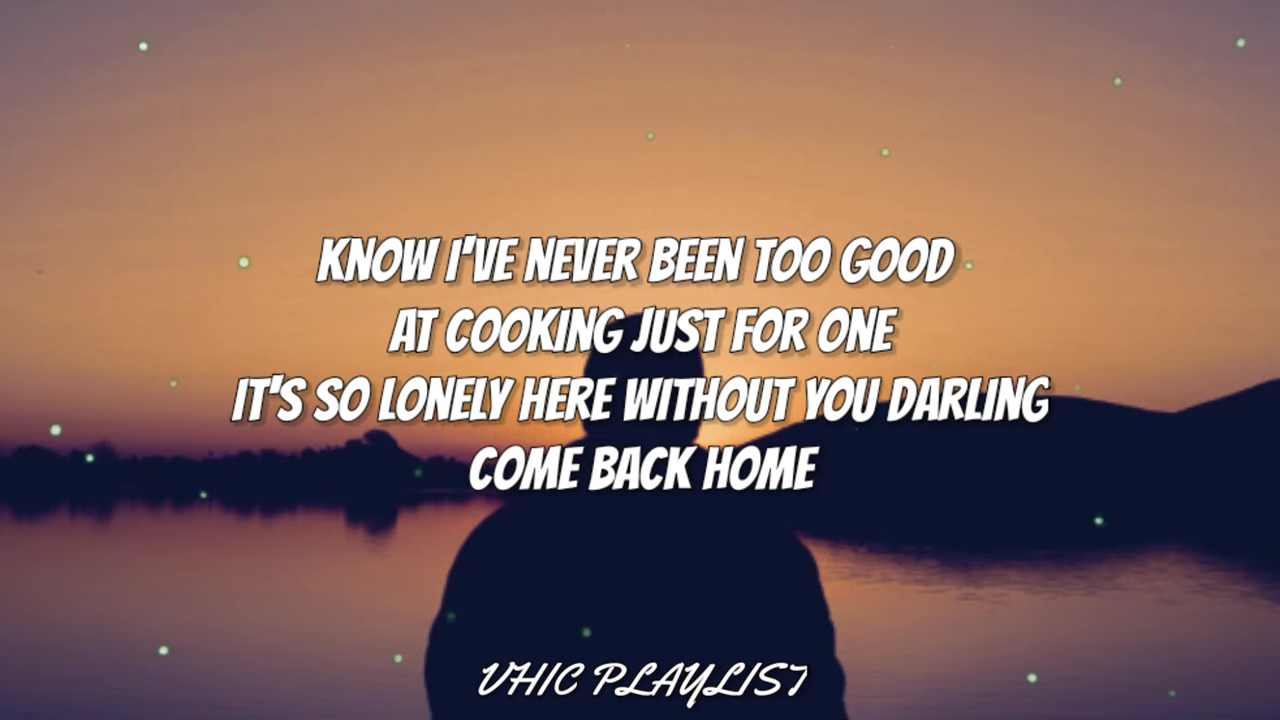 KNOW I'VE NEVER BEEN TOO GOOD
AT COOKING JUST FOR ONE
IT'S SO LONELY HERE WITHOUT YOU DARLING
COME BACK HOME
VHIC PLAYLIST